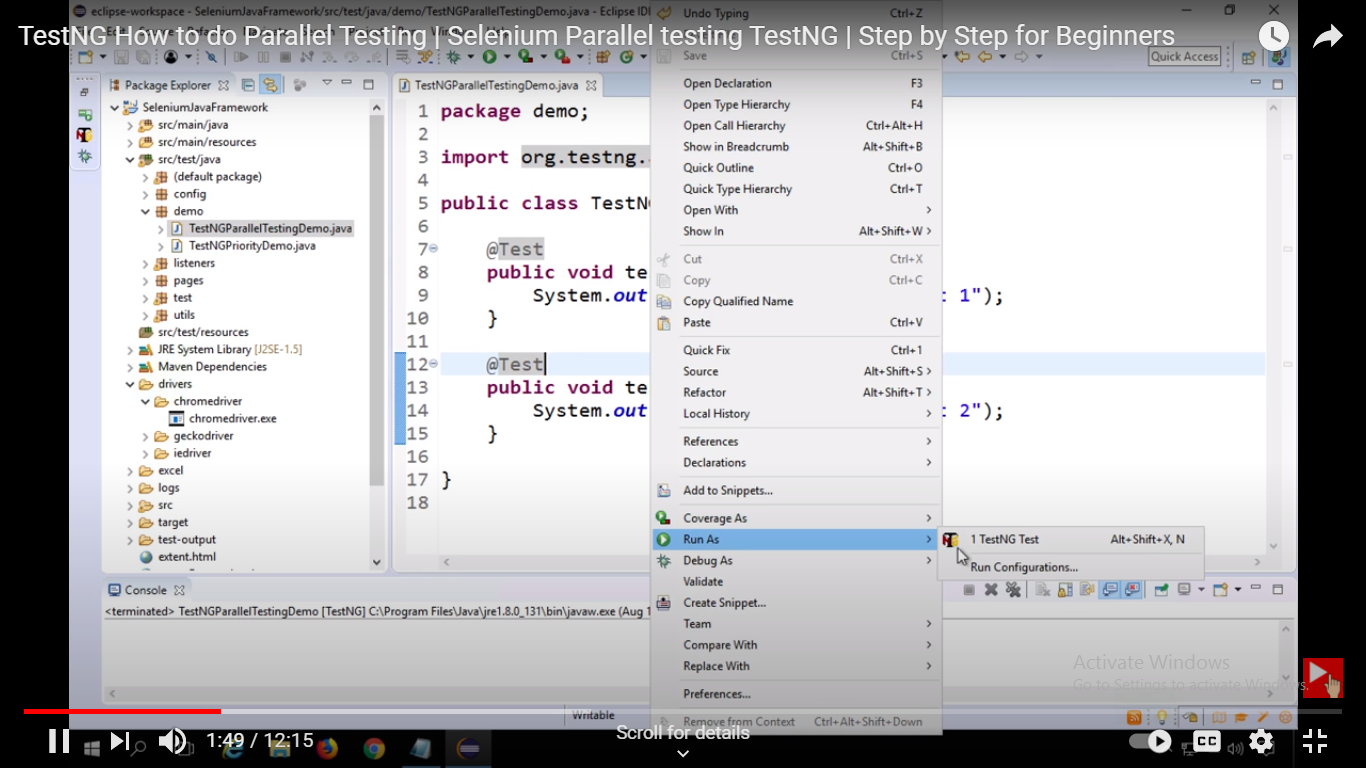 eclipse-workspace - SeleniumJavaFramework/src/test/java/demo/TestNGParallelTestingDemo.java - Eclipse IDE
TestNG How to do Parallel Testing | Selenium Parallel testing TestNG | Step by Step for Beginners
Quick Access
Package Explorer
SeleniumJavaFramework
src/main/java
src/main/resources
src/test/java
(default package)
config
demo
TestNGParallelTestingDemo.java
TestNGPriorityDemo.java
listeners
pages
test
utils
src/test/resources
JRE System Library [J2SE-1.5]
Maven Dependencies
drivers
chromedriver
chromedriver.exe
geckodriver
iedriver
excel
logs
src
target
test-output
extent.html
TestNGParallelTestingDemo.java
1 package demo;
2
3 import org.testng.
4
5 public class TestN
6
7 @Test
8 public void te
9 System.out : 1");
10 }
11
12 @Test
13 public void te
14 System.out : 2");
15 }
16
17 }
18
Undo Typing Ctrl+Z
Save Ctrl+S
Open Declaration F3
Open Type Hierarchy F4
Open Call Hierarchy Ctrl+Alt+H
Show in Breadcrumb Alt+Shift+B
Quick Outline Ctrl+O
Quick Type Hierarchy Ctrl+T
Open With
Show In Alt+Shift+W
Cut Ctrl+X
Copy Ctrl+C
Copy Qualified Name
Paste Ctrl+V
Quick Fix Ctrl+1
Source Alt+Shift+S
Refactor Alt+Shift+T
Local History
References
Declarations
Add to Snippets...
Coverage As
Run As
Debug As
Validate
Create Snippet...
Team
Compare With
Replace With
Preferences...
Remove from Context Ctrl+Alt+Shift+Down
1 TestNG Test Alt+Shift+X, N
Run Configurations...
Console
<terminated> TestNGParallelTestingDemo [TestNG] C:\Program Files\Java\jre1.8.0_131\bin\javaw.exe (Aug 1
Activate Windows
Go to Settings to activate Windows.
Writable
Scroll for details
1:49 / 12:15
CC